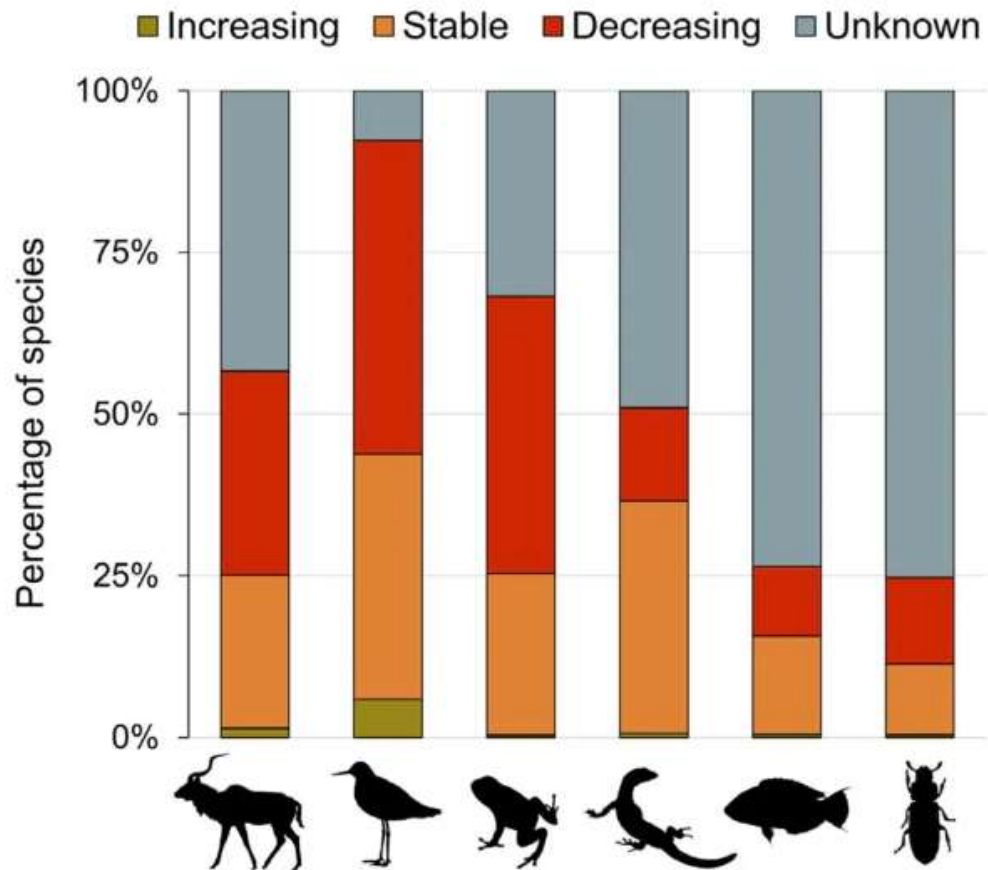 Increasing Stable Decreasing Unknown
100%
75%
50%
25%
0%
Percentage of species